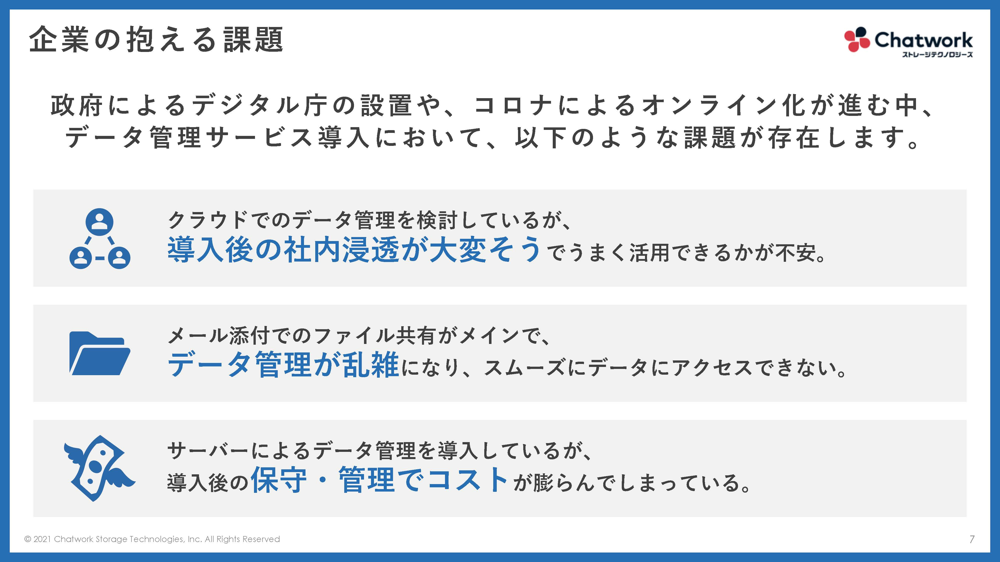 企業の抱える課題
Chatwork
ストレージテクノロジーズ
政府によるデジタル庁の設置や、コロナによるオンライン化が進む中、
データ管理サービス導入において、以下のような課題が存在します。
クラウドでのデータ管理を検討しているが、
導入後の社内浸透が大変そうでうまく活用できるかが不安。
メール添付でのファイル共有がメインで、
データ管理が乱雑になり、スムーズにデータにアクセスできない。
サーバーによるデータ管理を導入しているが、
導入後の保守・管理でコストが膨らんでしまっている。
© 2021 Chatwork Storage Technologies, Inc. All Rights Reserved
7